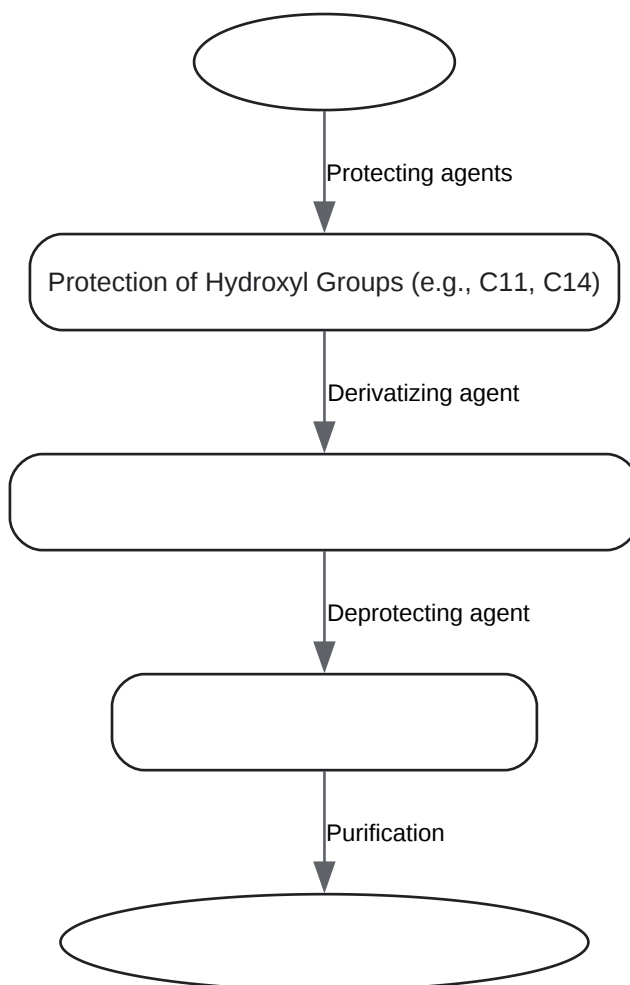 Protecting agents
Protection of Hydroxyl Groups (e.g., C11, C14)
Derivatizing agent
Deprotecting agent
Purification